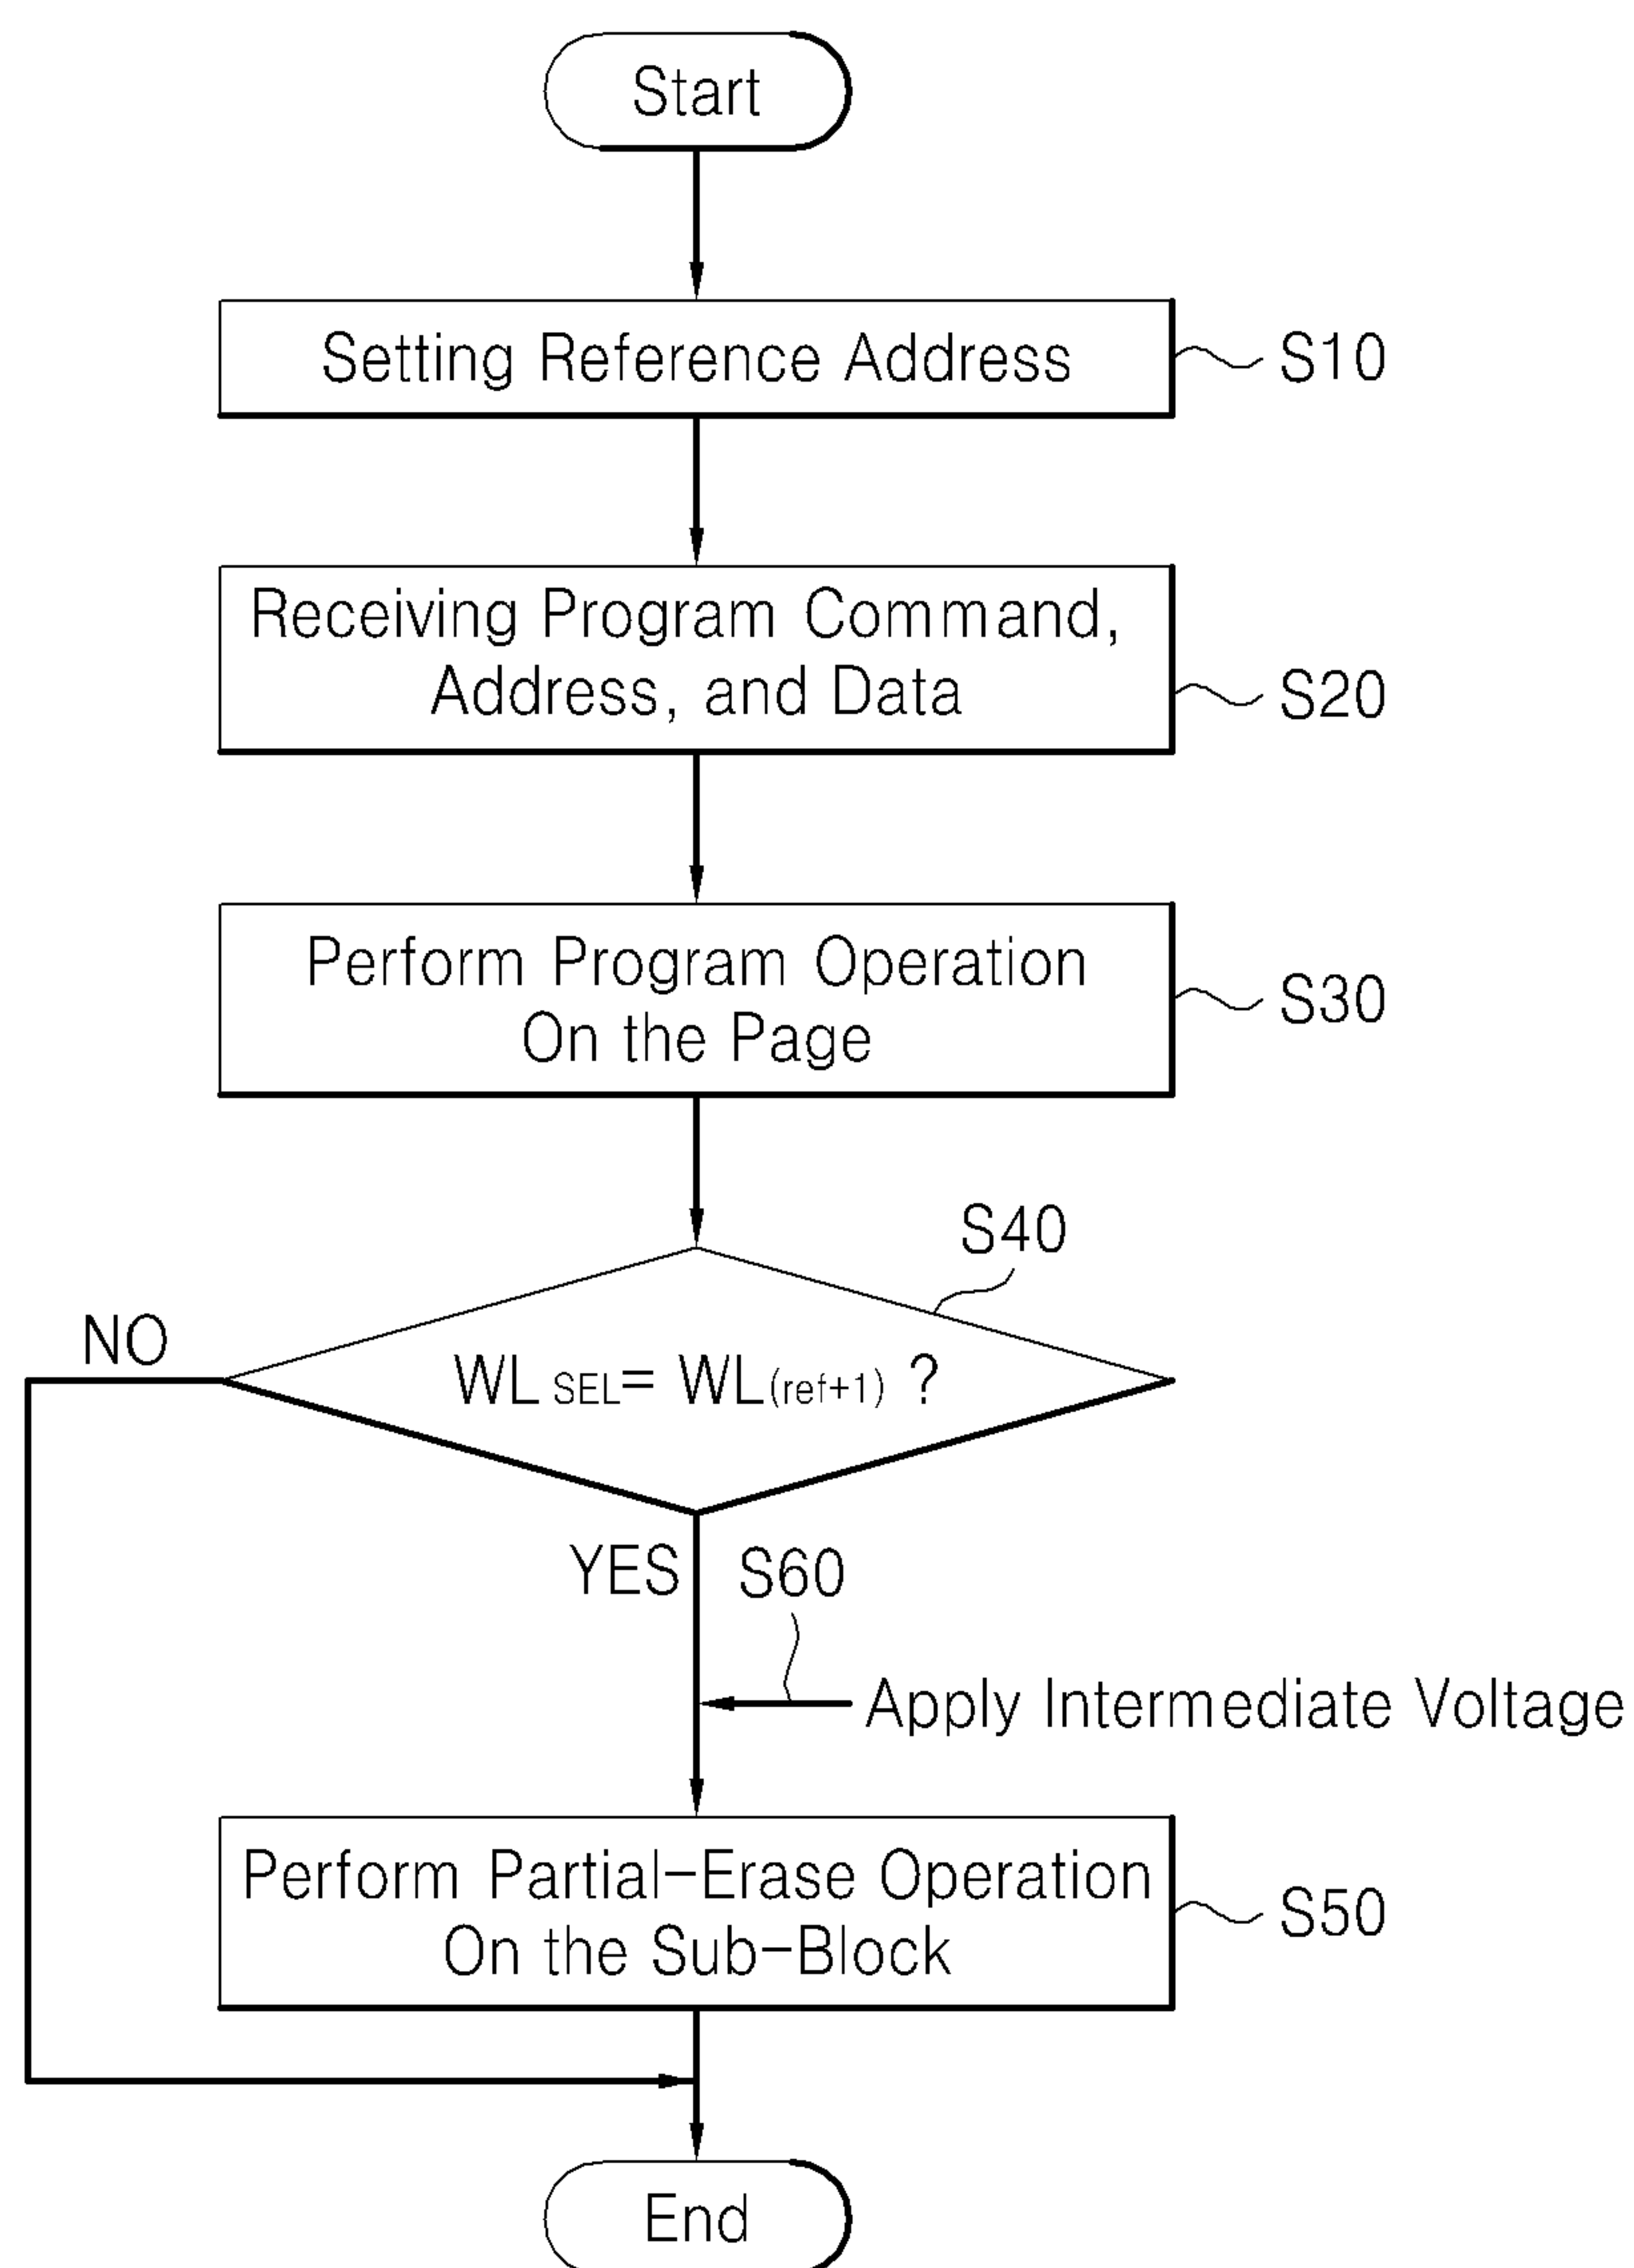 Start
Setting Reference Address
S10
Receiving Program Command,
Address, and Data
S20
Perform Program Operation
On the Page
S30
S40
NO
WL SEL= WL(ref+1) ?
YES
S60
Apply Intermediate Voltage
Perform Partial-Erase Operation
On the Sub-Block
S50
End